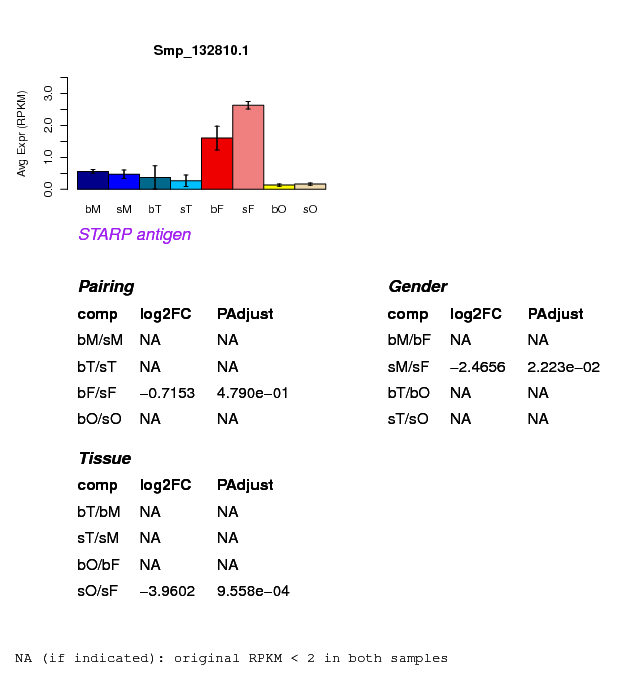 Smp_132810.1
Avg Expr (RPKM)
3.0
2.0
1.0
0.0
bM sM bT sT bF sF bO sO
STARP antigen
Pairing
comp log2FC PAdjust
bM/sM NA NA
bT/sT NA NA
bF/sF −0.7153 4.790e−01
bO/sO NA NA
Gender
comp log2FC PAdjust
bM/bF NA NA
sM/sF −2.4656 2.223e−02
bT/bO NA NA
sT/sO NA NA
Tissue
comp log2FC PAdjust
bT/bM NA NA
sT/sM NA NA
bO/bF NA NA
sO/sF −3.9602 9.558e−04
NA (if indicated): original RPKM < 2 in both samples